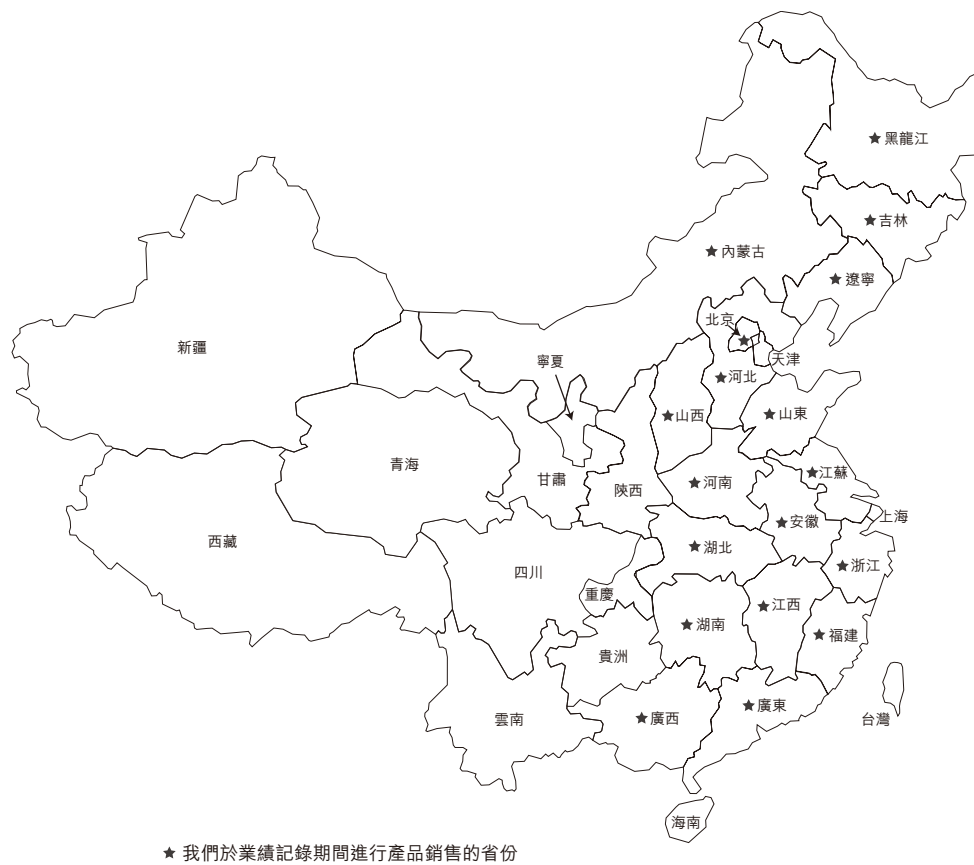 ★ 黑龍江
★ 吉林
★ 內蒙古
★ 遼寧
北京
★
天津
新疆
寧夏
★ 河北
★ 山西
★ 山東
青海
甘肅
陝西
★ 河南
★ 江蘇
★ 安徽
上海
西藏
四川
★ 湖北
★ 浙江
重慶
★ 江西
★ 湖南
★ 福建
貴洲
雲南
★ 廣西
★ 廣東
台灣
海南
★ 我們於業績記錄期間進行產品銷售的省份